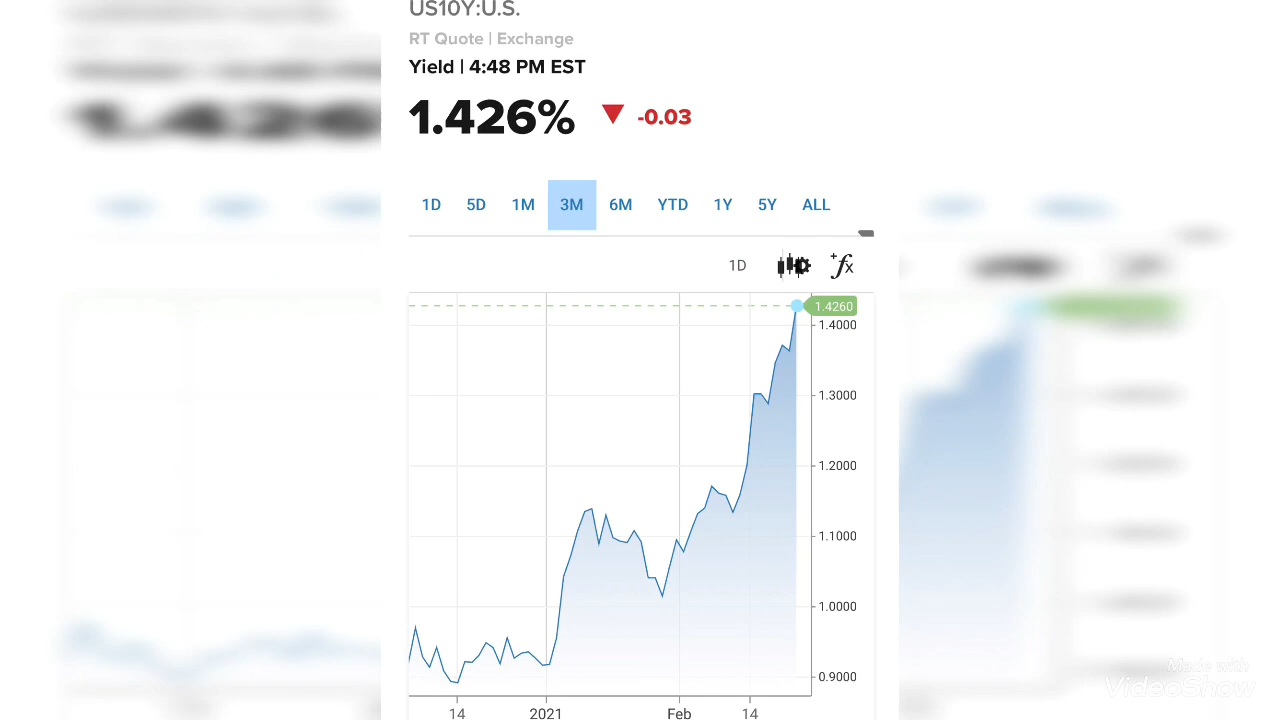 US10Y:U.S.
RT Quote | Exchange
Yield | 4:48 PM EST
1.426% ▼ -0.03
1D 5D 1M 3M 6M YTD 1Y 5Y ALL
1D +fx
1.4260
1.4000
1.3000
1.2000
1.1000
1.0000
0.9000
14 2021 Feb 14
Made with
VideoShow